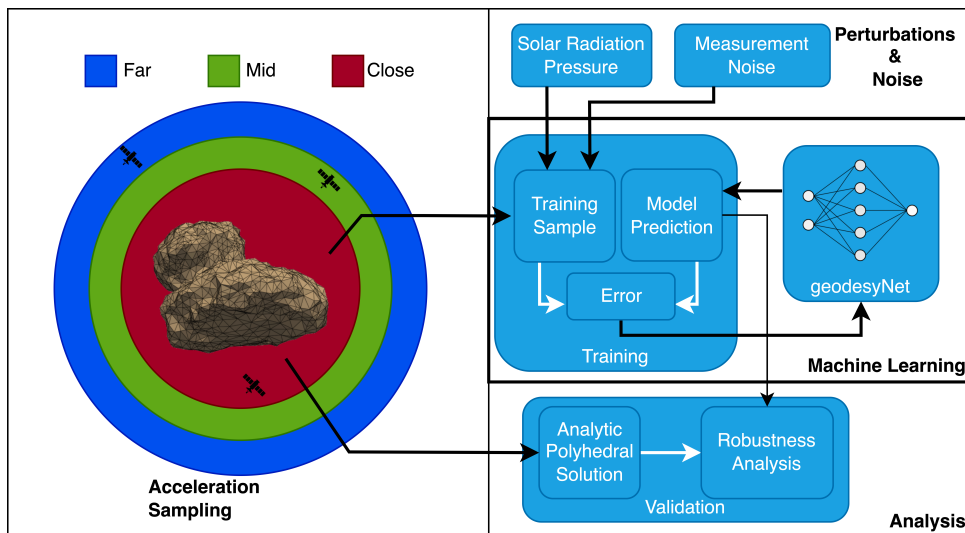 Far
Mid
Close
Acceleration
Sampling
Solar Radiation
Pressure
Measurement
Noise
Perturbations
&
Noise
Training
Sample
Model
Prediction
Error
Training
geodesyNet
Machine Learning
Analytic
Polyhedral
Solution
Robustness
Analysis
Validation
Analysis